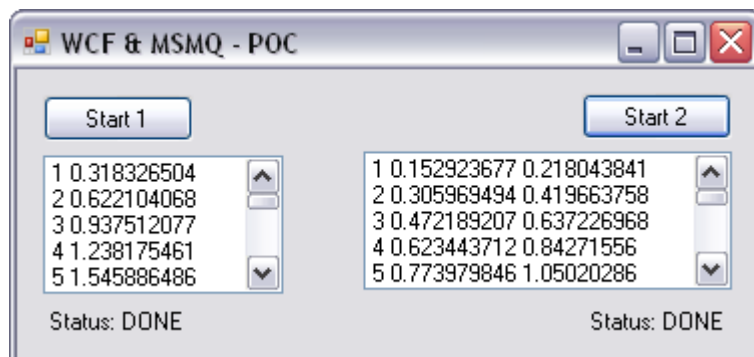 WCF & MSMQ - POC
Start 1
Start 2
1 0.318326504
2 0.622104068
3 0.937512077
4 1.238175461
5 1.545886486
1 0.152923677 0.218043841
2 0.305969494 0.419663758
3 0.472189207 0.637226968
4 0.623443712 0.84271556
5 0.773979846 1.05020286
Status: DONE
Status: DONE